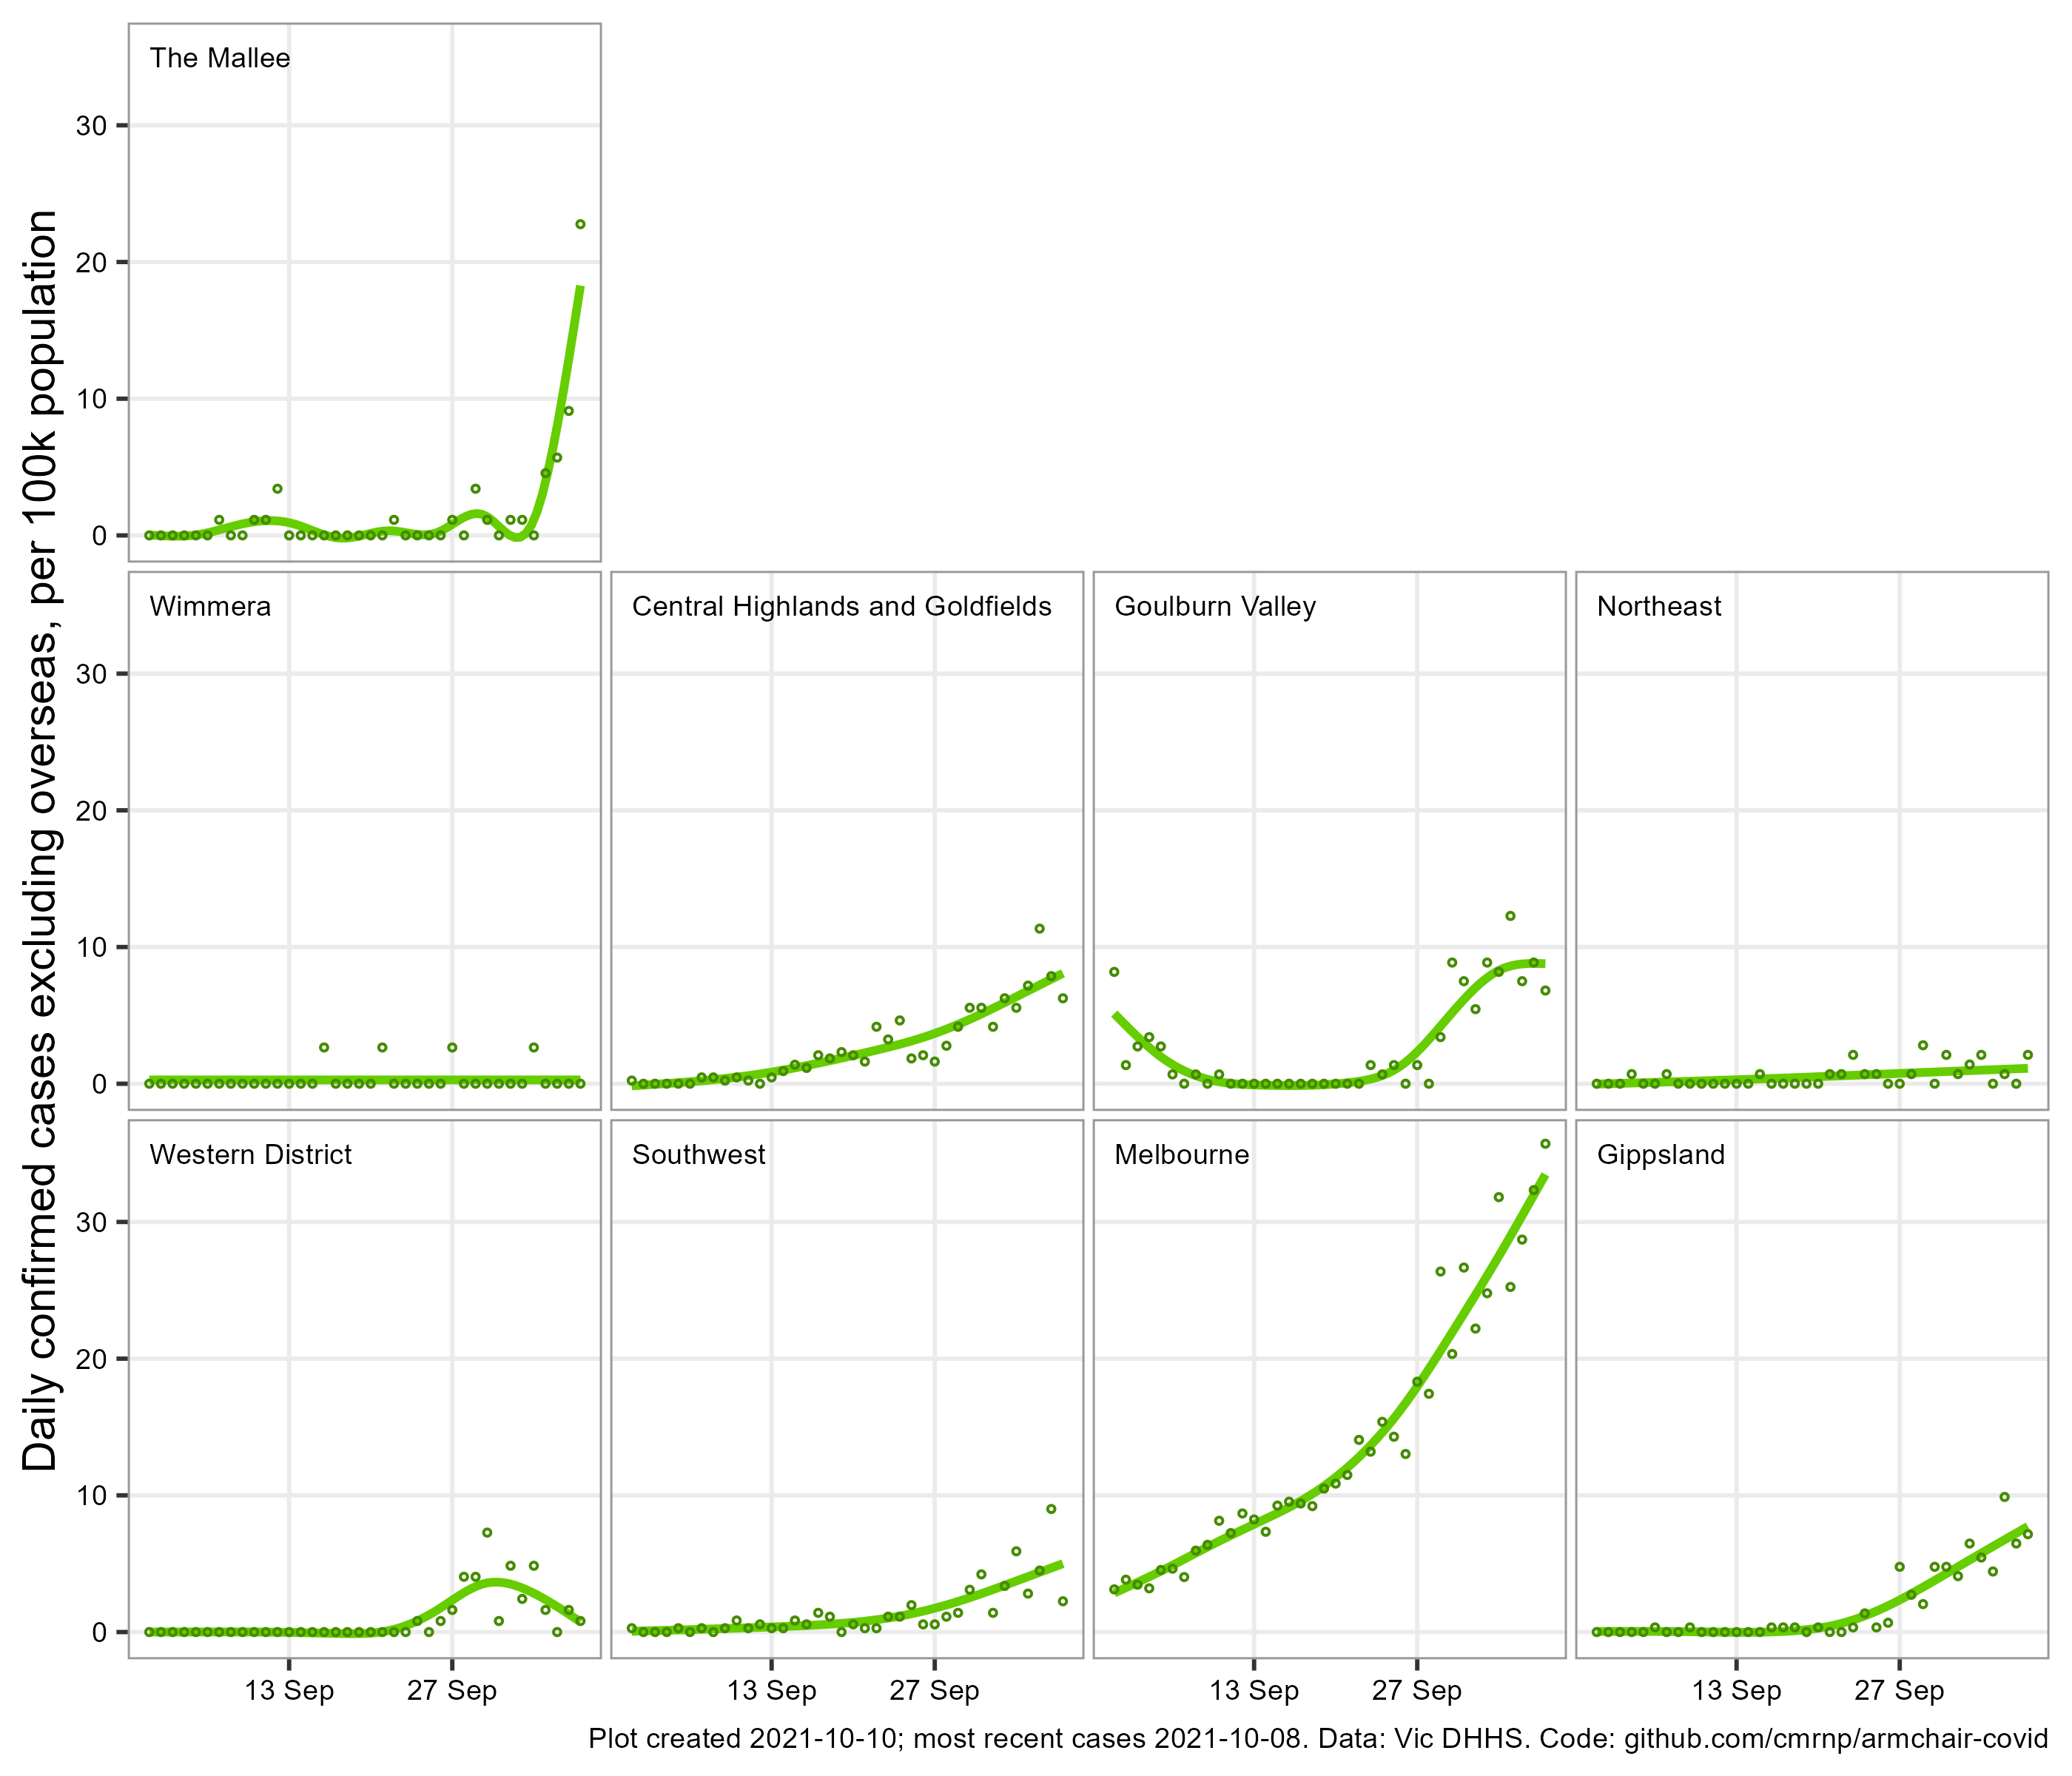 Daily confirmed cases excluding overseas, per 100k population
The Mallee
30
20
10
0
Wimmera
Central Highlands and Goldfields
Goulburn Valley
Northeast
30
20
10
0
Western District
Southwest
Melbourne
Gippsland
30
20
10
0
13 Sep 27 Sep 13 Sep 27 Sep 13 Sep 27 Sep 13 Sep 27 Sep
Plot created 2021-10-10; most recent cases 2021-10-08. Data: Vic DHHS. Code: github.com/cmrnp/armchair-covid